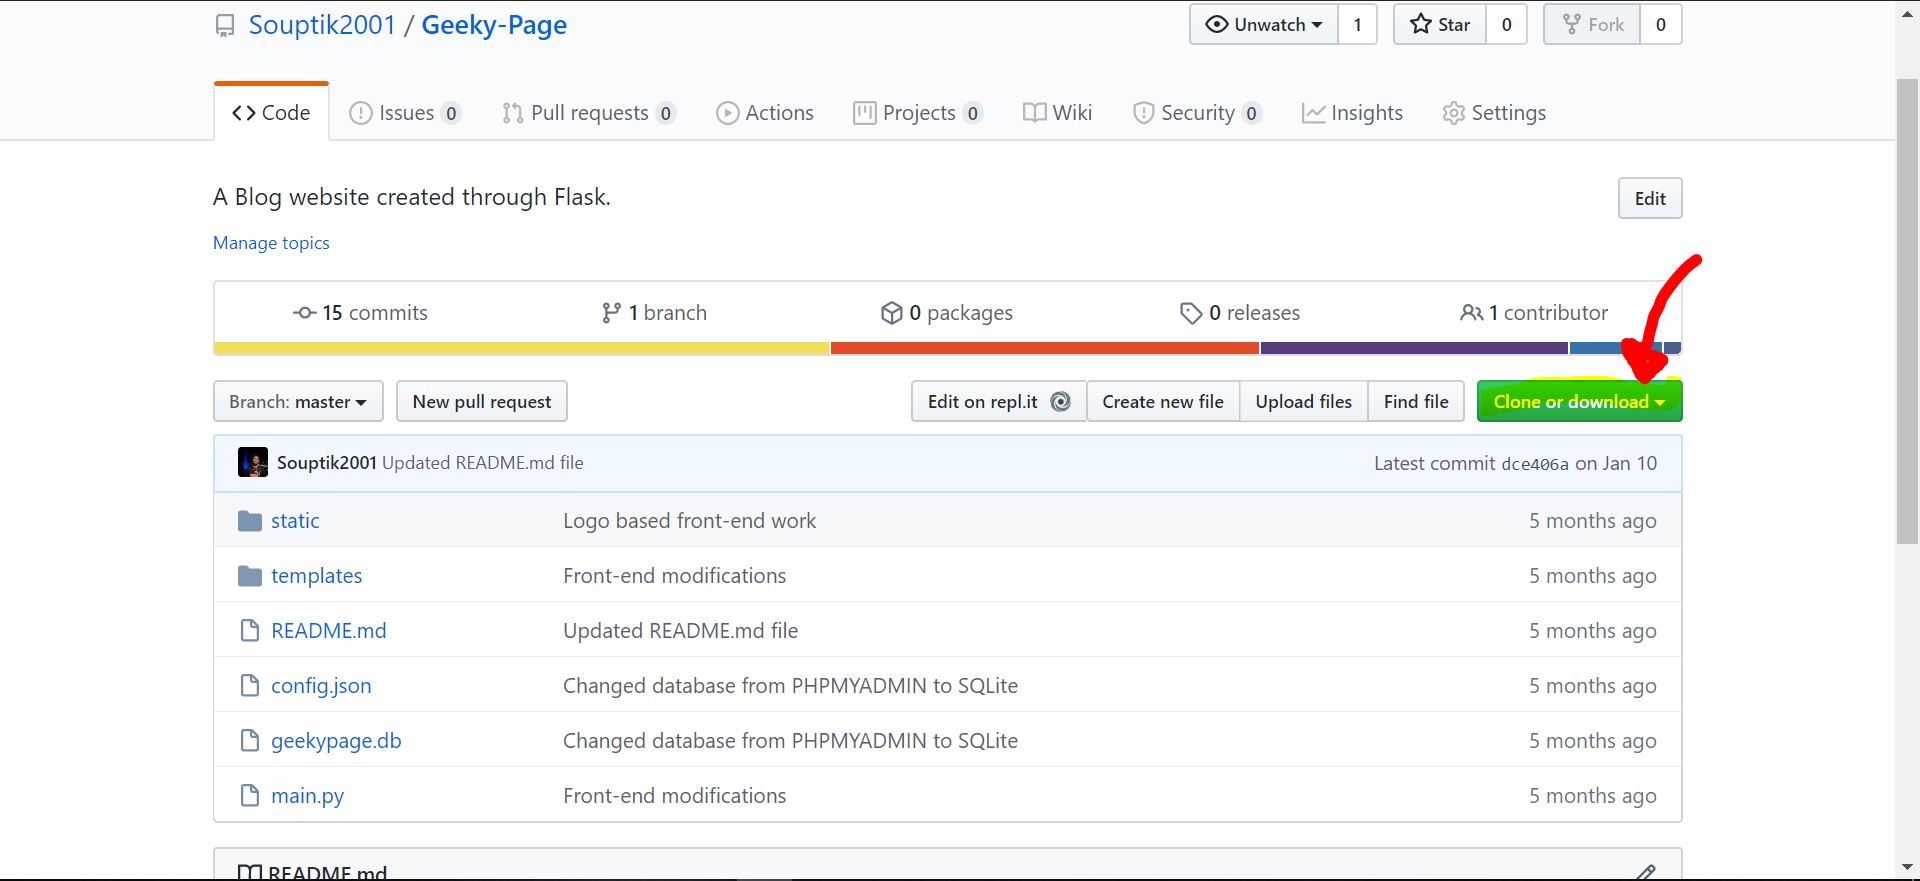 Souptik2001 / Geeky-Page
Unwatch 1 Star 0 Fork 0
Code Issues 0 Pull requests 0 Actions Projects 0 Wiki Security 0 Insights Settings
A Blog website created through Flask. Edit
Manage topics
15 commits 1 branch 0 packages 0 releases 1 contributor
Branch: master New pull request Edit on repl.it Create new file Upload files Find file Clone or download
Souptik2001 Updated README.md file Latest commit dce406a on Jan 10
static Logo based front-end work 5 months ago
templates Front-end modifications 5 months ago
README.md Updated README.md file 5 months ago
config.json Changed database from PHPMYADMIN to SQLite 5 months ago
geekypage.db Changed database from PHPMYADMIN to SQLite 5 months ago
main.py Front-end modifications 5 months ago
README.md